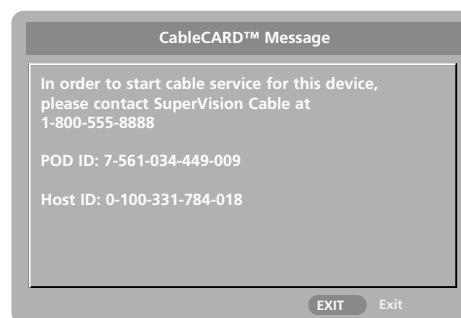 CableCARD™ Message
In order to start cable service for this device,
please contact SuperVision Cable at
1-800-555-8888
POD ID: 7-561-034-449-009
Host ID: 0-100-331-784-018
EXIT Exit